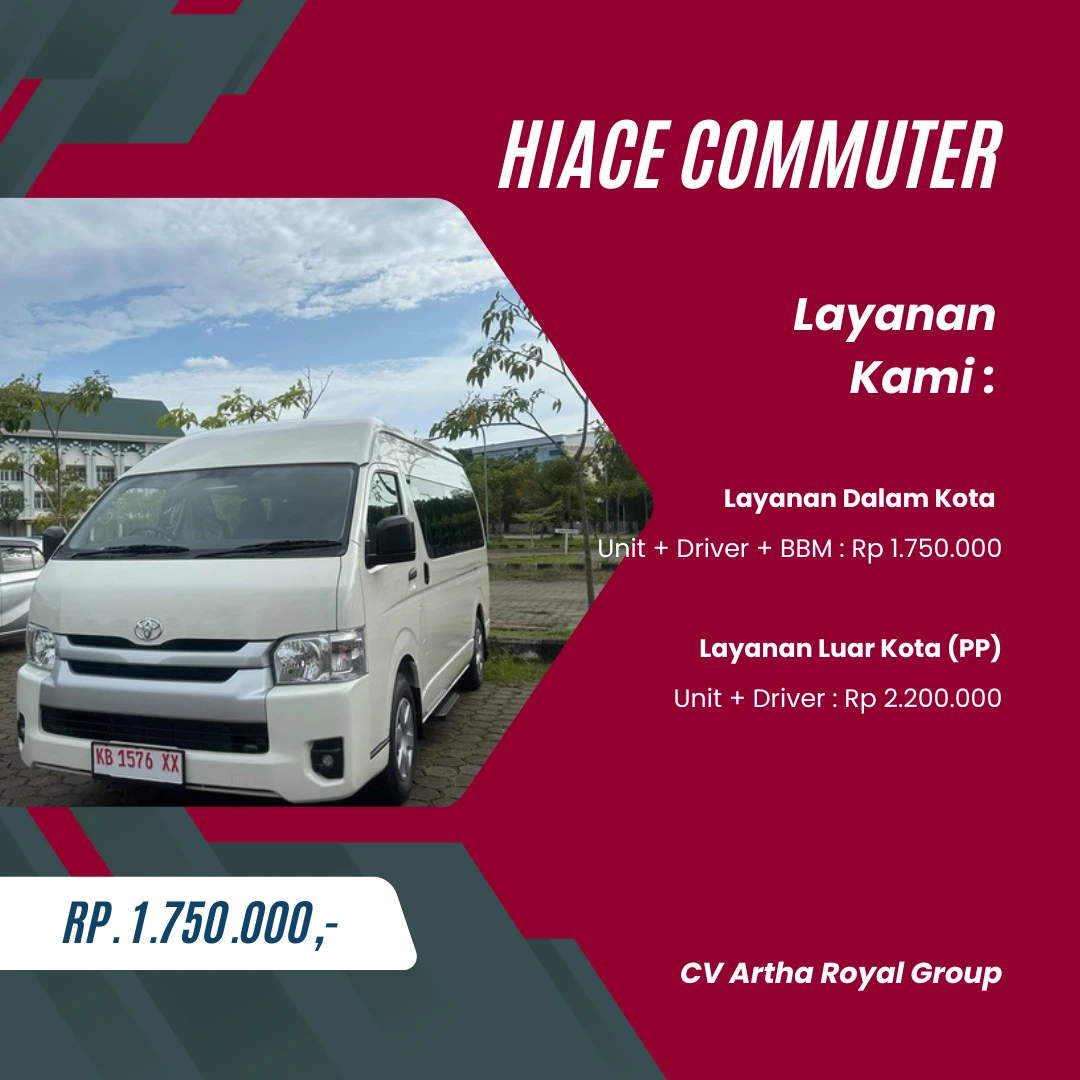 HIACE COMMUTER
Layanan
Kami :
Layanan Dalam Kota
Unit + Driver + BBM : Rp 1.750.000
Layanan Luar Kota (PP)
Unit + Driver : Rp 2.200.000
KB 1576 XX
RP. 1.750.000,-
CV Artha Royal Group